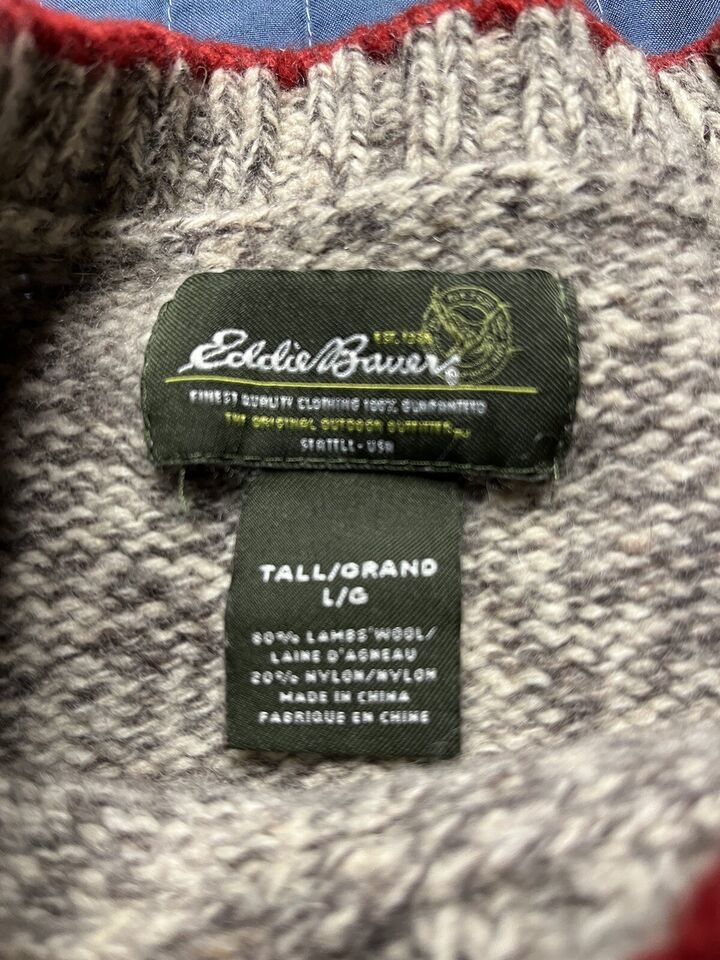 EST. 1920
Eddie Bauer®
FINEST QUALITY CLOTHING 100% GUARANTEED
THE ORIGINAL OUTDOOR OUTFITTER
SEATTLE - USA
TALL/GRAND
L/G
80% LAMBS' WOOL/
LAINE D'AGNEAU
20% NYLON/NYLON
MADE IN CHINA
FABRIQUE EN CHINE